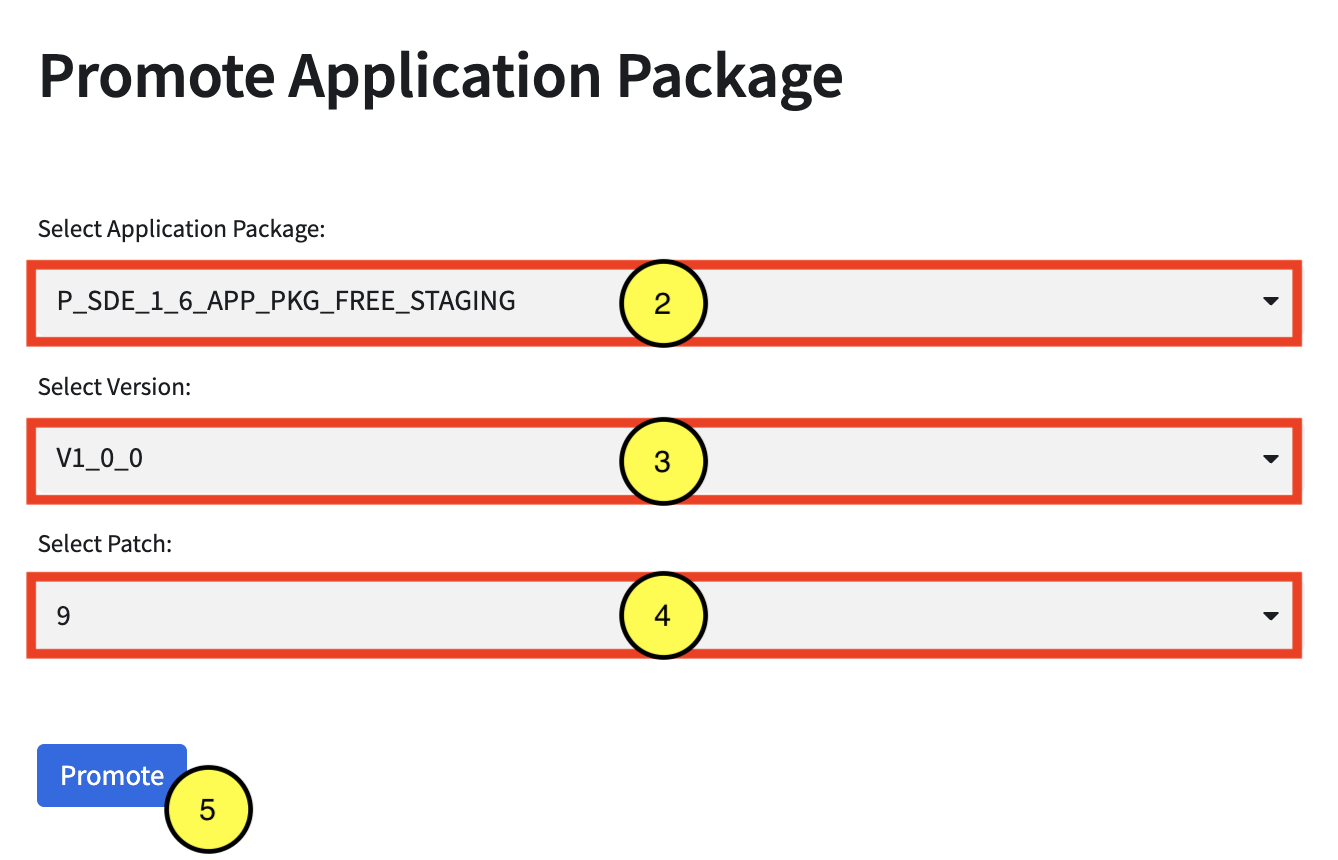 Promote Application Package
Select Application Package:
P_SDE_1_6_APP_PKG_FREE_STAGING
2
Select Version:
V1_0_0
3
Select Patch:
9
4
Promote
5